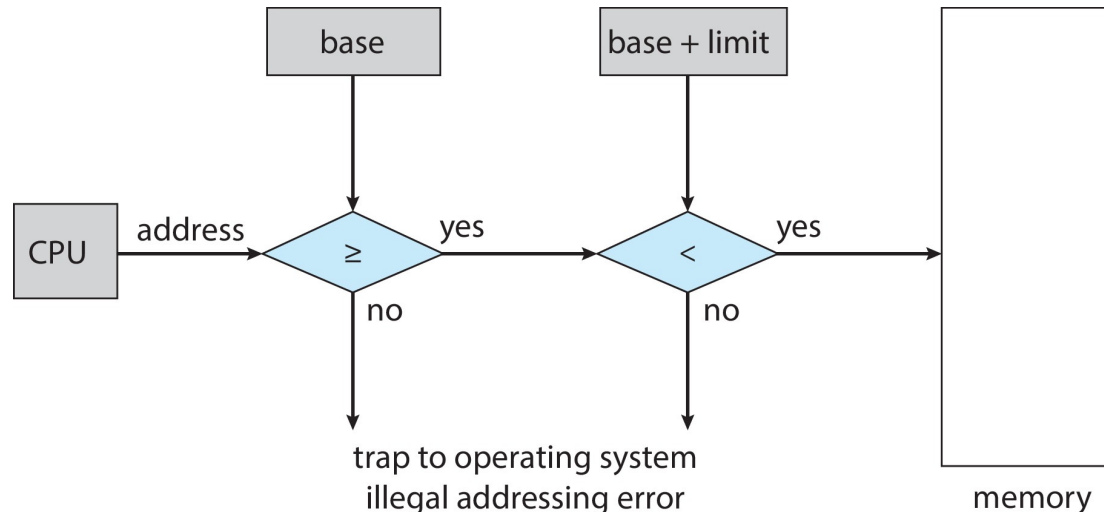 base
base + limit
CPU
address
≥
yes
<
yes
no
no
trap to operating system
illegal addressing error
memory